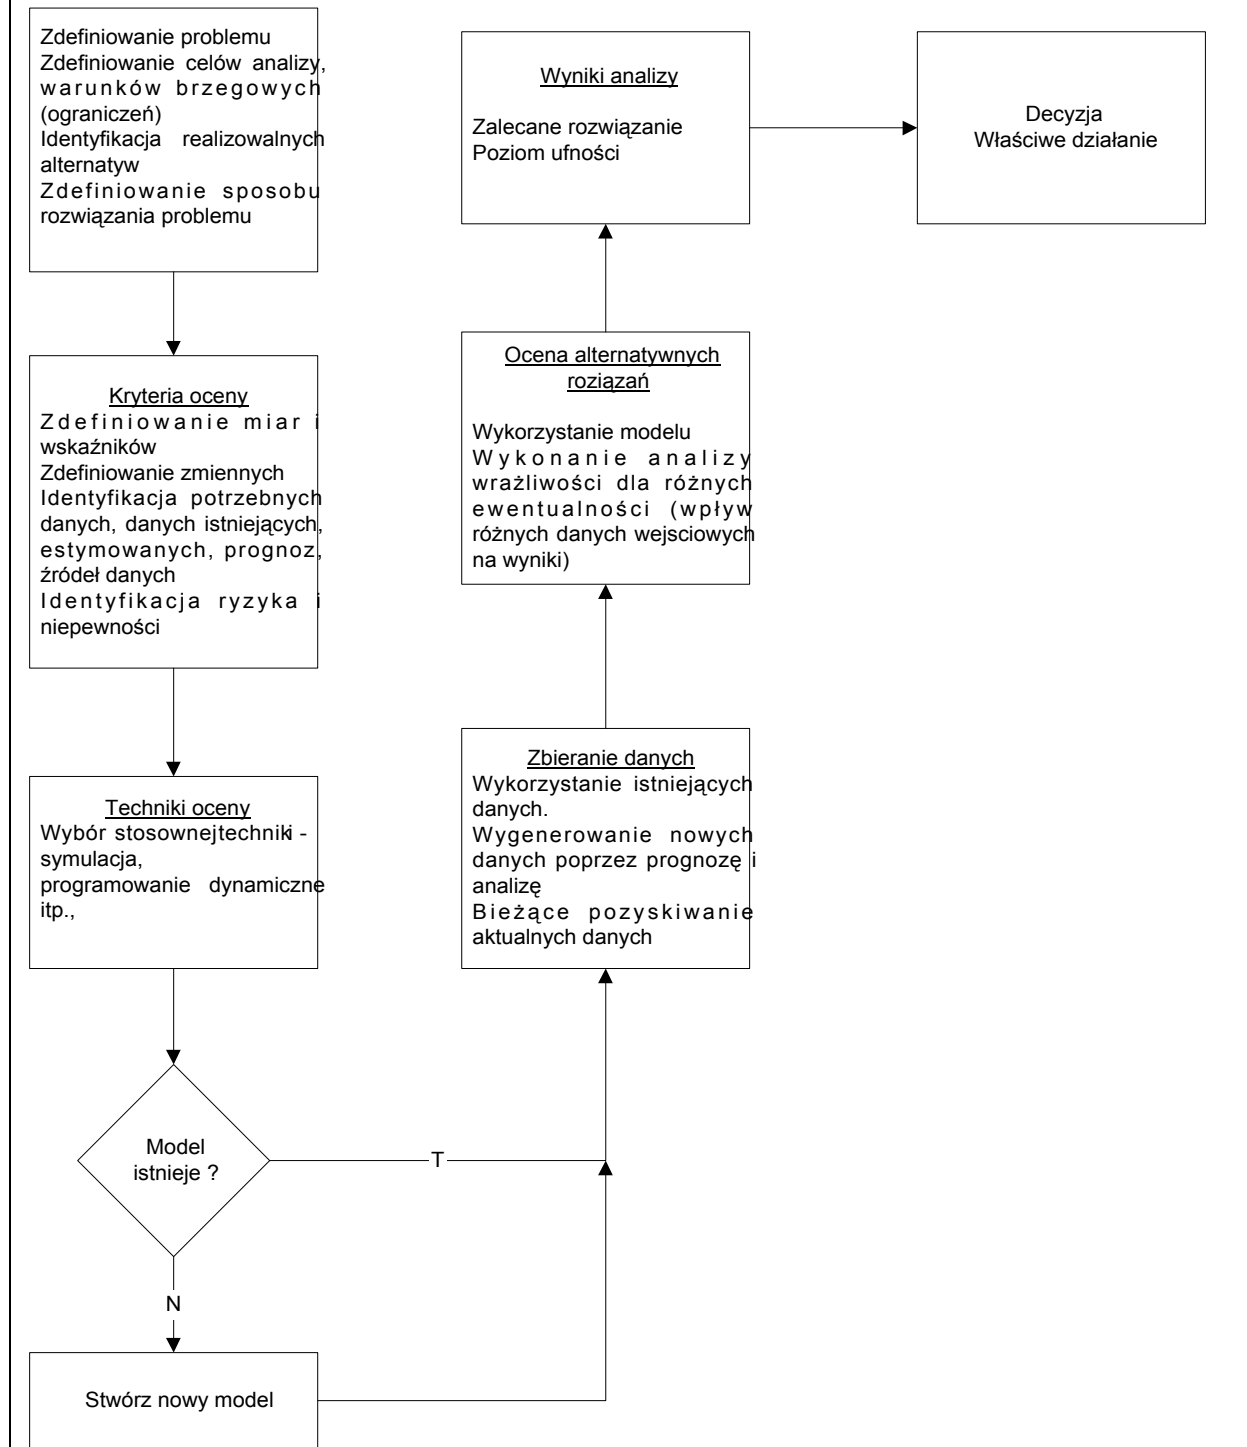 Zdefiniowanie problemu
Zdefiniowanie celów analizy,
warunków brzegowych
(ograniczeń)
Identyfikacja realizowalnych
alternatyw
Zdefiniowanie sposobu
rozwiązania problemu
Kryteria oceny
Zdefiniowanie miar i
wskaźników
Zdefiniowanie zmiennych
Identyfikacja potrzebnych
danych, danych istniejących,
estymowanych, prognoz,
źródeł danych
Identyfikacja ryzyka i
niepewności
Techniki oceny
Wybór stosownejtechniki -
symulacja,
programowanie dynamiczne
itp.,
Model
istnieje ?
T
N
Stwórz nowy model
Zbieranie danych
Wykorzystanie istniejących
danych.
Wygenerowanie nowych
danych poprzez prognozę i
analizę
Bieżące pozyskiwanie
aktualnych danych
Ocena alternatywnych
roziązań
Wykorzystanie modelu
Wykonanie analizy
wrażliwości dla różnych
ewentualności (wpływ
różnych danych wejsciowych
na wyniki)
Wyniki analizy
Zalecane rozwiązanie
Poziom ufności
Decyzja
Właściwe działanie